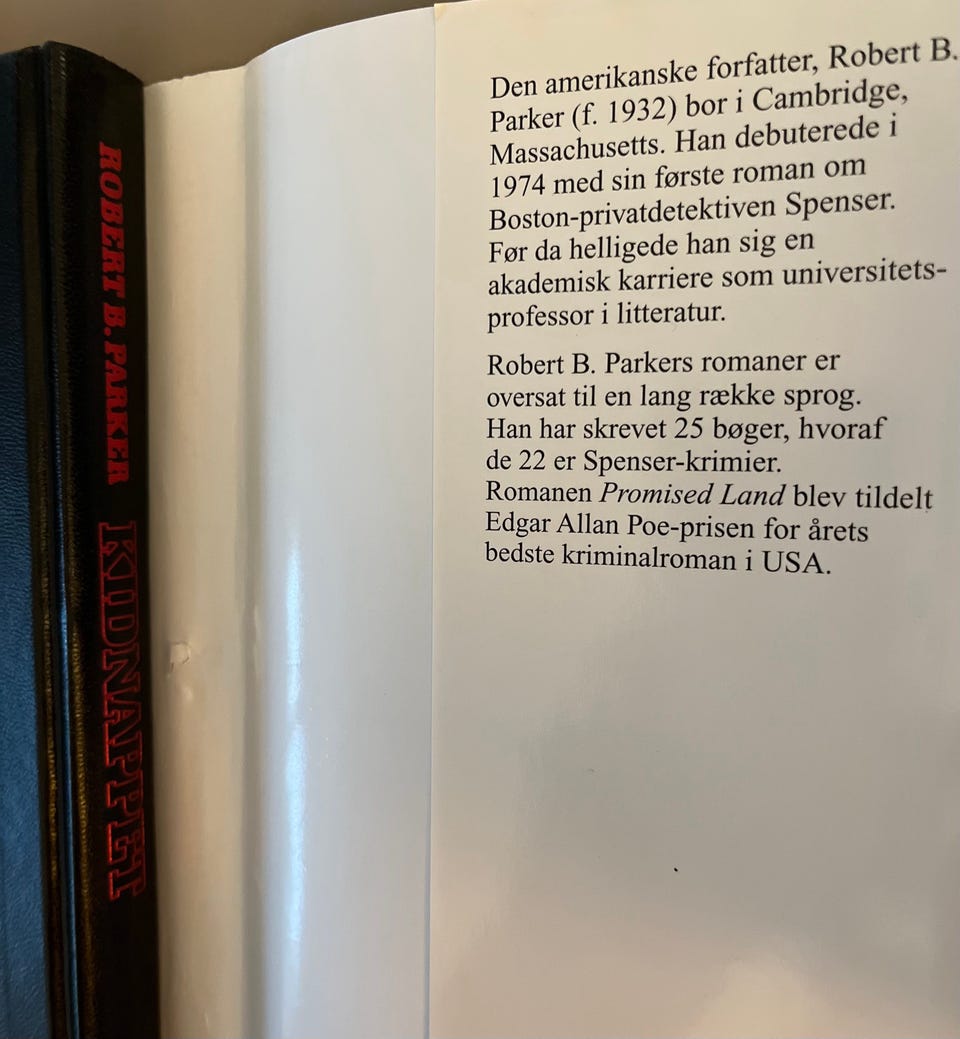 ROBERT B. PARKER KIDNAPPET
Den amerikanske forfatter, Robert B.
Parker (f. 1932) bor i Cambridge,
Massachusetts. Han debuterede i
1974 med sin første roman om
Boston-privatdetektiven Spenser.
Før da helligede han sig en
akademisk karriere som universitets-
professor i litteratur.
Robert B. Parkers romaner er
oversat til en lang række sprog.
Han har skrevet 25 bøger, hvoraf
de 22 er Spenser-krimier.
Romanen Promised Land blev tildelt
Edgar Allan Poe-prisen for årets
bedste kriminalroman i USA.